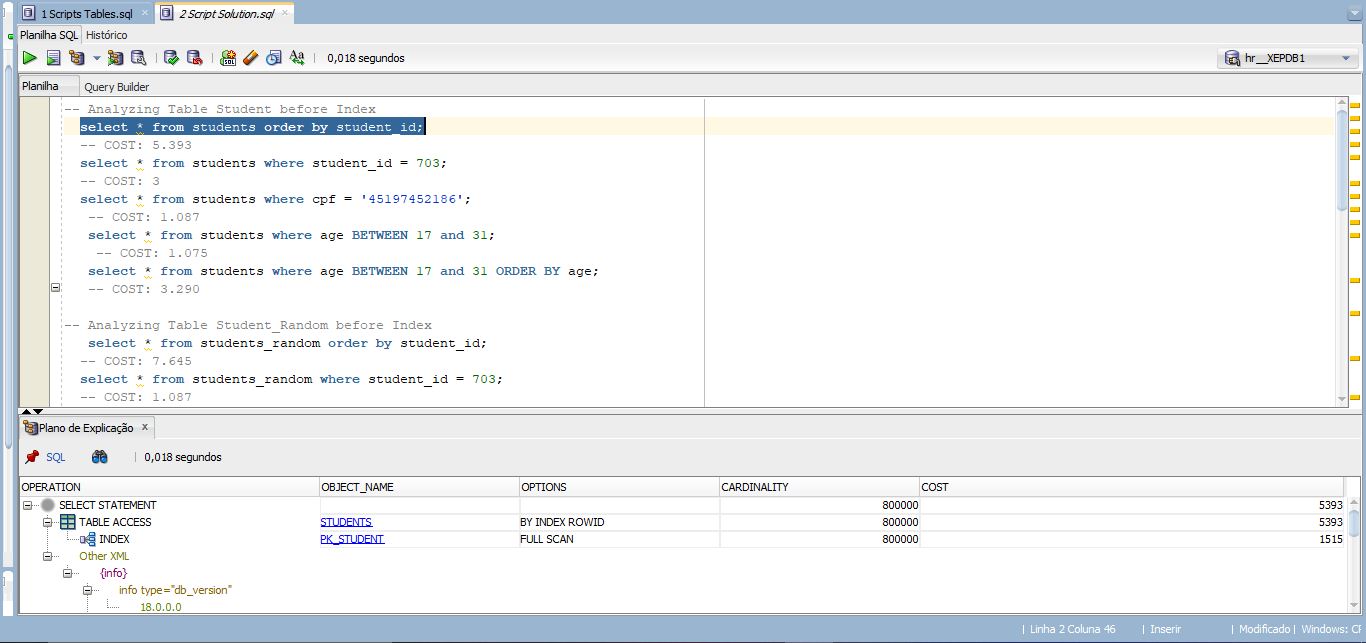 1 Scripts Tables.sql × 2 Script Solution.sql ×
Planilha SQL Histórico
0,018 segundos hr__XEPDB1
Planilha Query Builder
-- Analyzing Table Student before Index
select * from students order by student_id;
-- COST: 5.393
select * from students where student_id = 703;
-- COST: 3
select * from students where cpf = '45197452186';
-- COST: 1.087
select * from students where age BETWEEN 17 and 31;
-- COST: 1.075
select * from students where age BETWEEN 17 and 31 ORDER BY age;
-- COST: 3.290
-- Analyzing Table Student_Random before Index
select * from students_random order by student_id;
-- COST: 7.645
select * from students_random where student_id = 703;
-- COST: 1.087
Plano de Explicação x
SQL 0,018 segundos
OPERATION OBJECT_NAME OPTIONS CARDINALITY COST
SELECT STATEMENT 800000 5393
TABLE ACCESS STUDENTS BY INDEX ROWID 800000 5393
INDEX PK_STUDENT FULL SCAN 800000 1515
Other XML
{info}
info type="db_version"
18.0.0.0
Linha 2 Coluna 46 | Inserir | Modificado | Windows: CF